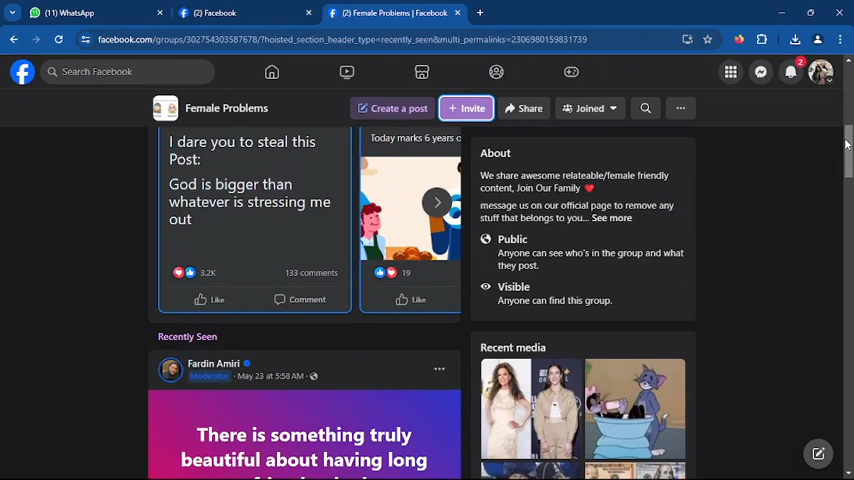 (11) WhatsApp
(2) Facebook
(2) Female Problems | Facebook
facebook.com/groups/302754303587678/?hoisted_section_header_type=recently_seen&multi_permalinks=2306980159831739
Search Facebook
2
Female Problems
Create a post
+ Invite
Share
Joined
I dare you to steal this
Post:
God is bigger than
whatever is stressing me
out
3.2K
133 comments
Like
Comment
Today marks 6 years o
19
Like
About
We share awesome relateable/female friendly
content, Join Our Family
message us on our official page to remove any
stuff that belongs to you... See more
Public
Anyone can see who's in the group and what
they post.
Visible
Anyone can find this group.
Recently Seen
Fardin Amiri
Moderator · May 23 at 5:58 AM ·
There is something truly
beautiful about having long
Recent media